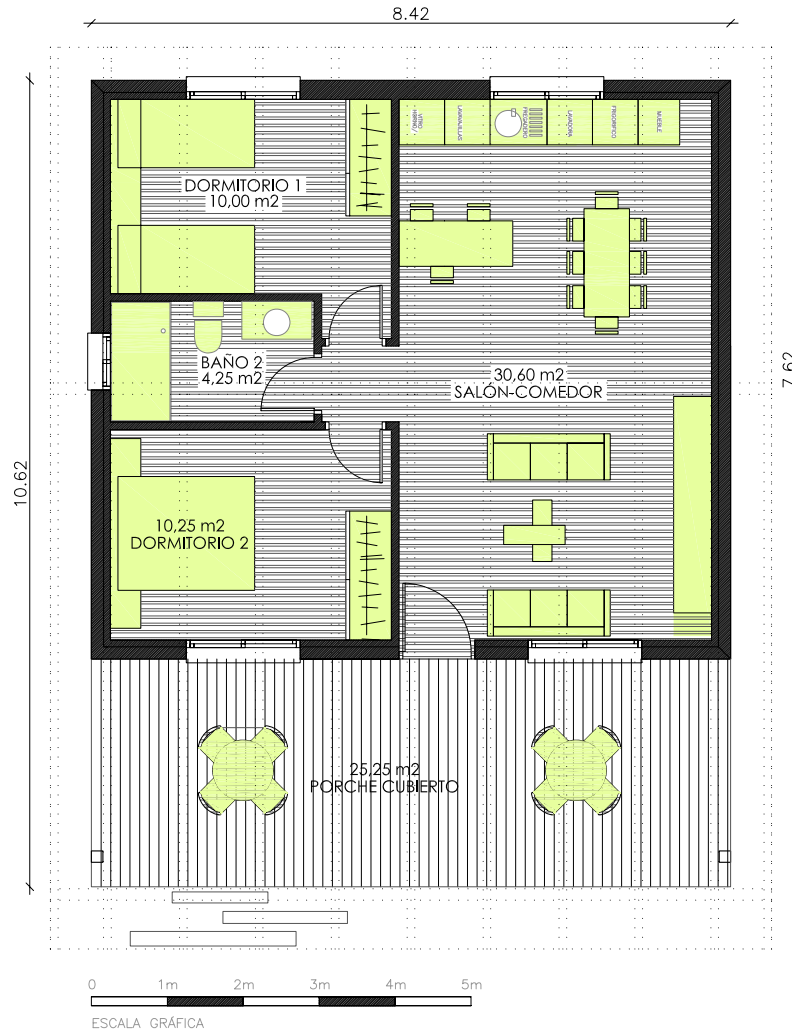 8.42
VITRO
HORNO/
LAVAVAJILLAS
FREGADERO
LAVADORA
FRIGORIFICO
MUEBLE
DORMITORIO 1
10,00 m2
BAÑO 2
4,25 m2
30,60 m2
SALÓN-COMEDOR
7.62
10.62
10,25 m2
DORMITORIO 2
25,25 m2
PORCHE CUBIERTO
0 1m 2m 3m 4m 5m
ESCALA GRÁFICA